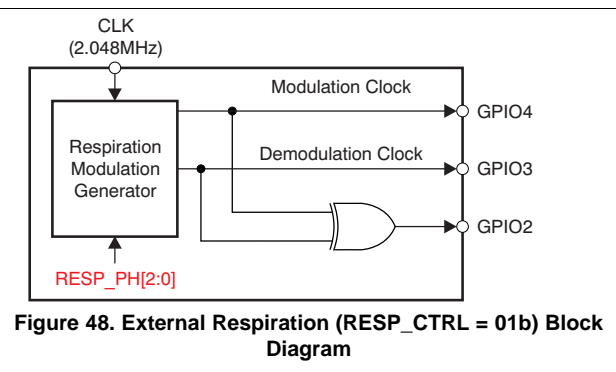 CLK
(2.048MHz)
Modulation Clock
GPIO4
Respiration
Modulation
Generator
Demodulation Clock
GPIO3
GPIO2
RESP_PH[2:0]
Figure 48. External Respiration (RESP_CTRL = 01b) Block
Diagram